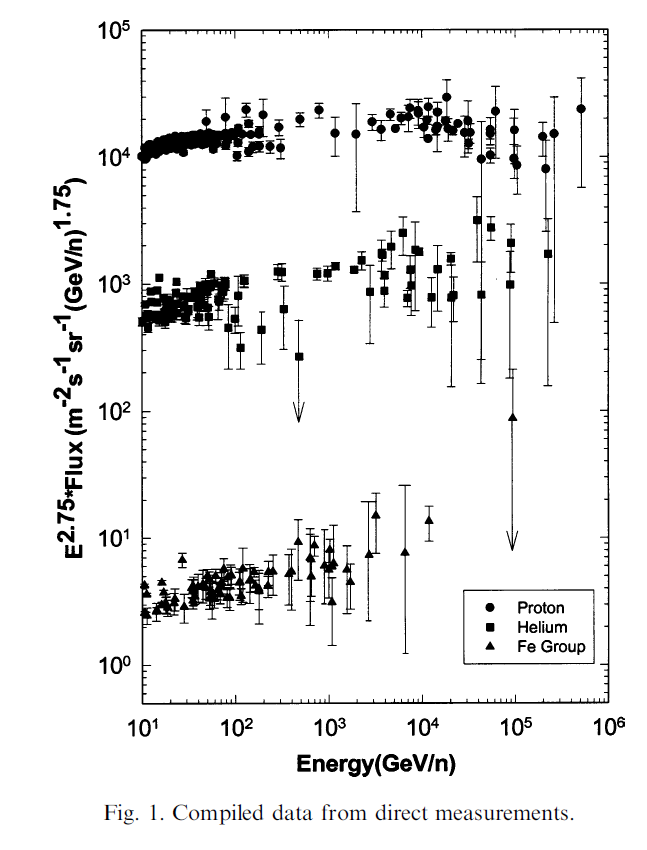 10⁵
10⁴
10³
10²
10¹
10⁰
E²·⁷⁵*Flux (m⁻²s⁻¹sr⁻¹(GeV/n)¹·⁷⁵)
Proton
Helium
Fe Group
10¹ 10² 10³ 10⁴ 10⁵ 10⁶
Energy(GeV/n)
Fig. 1. Compiled data from direct measurements.